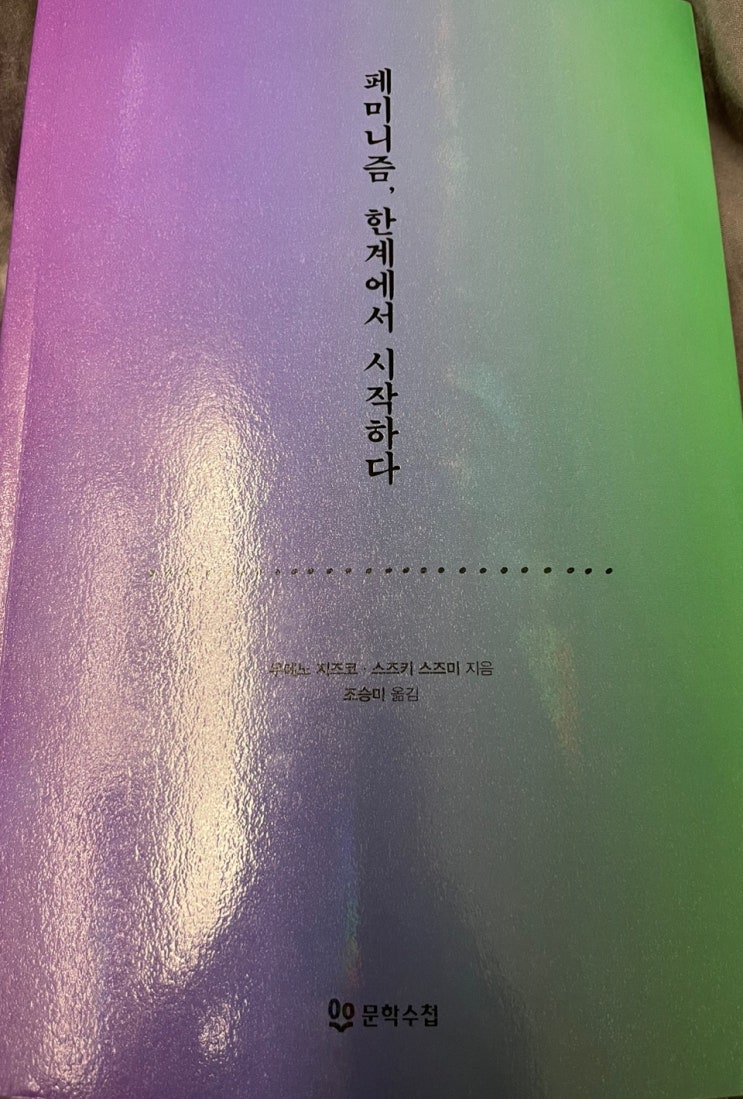 페미니즘, 한계에서 시작하다
우에노 지즈코 · 스즈키 스즈미 지음
조승미 옮김
문학수첩